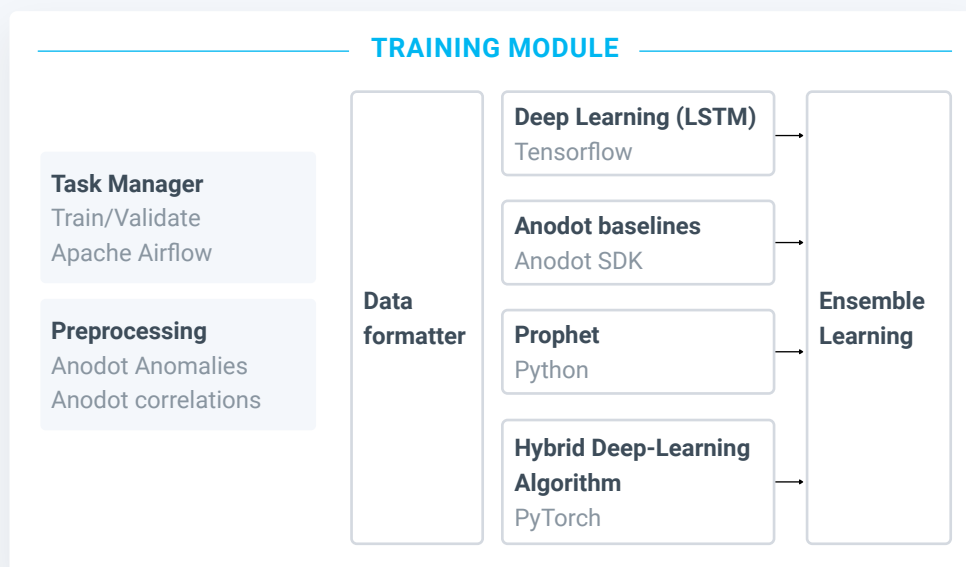 TRAINING MODULE
Task Manager
Train/Validate
Apache Airflow
Preprocessing
Anodot Anomalies
Anodot correlations
Data
formatter
Deep Learning (LSTM)
Tensorflow
Anodot baselines
Anodot SDK
Prophet
Python
Hybrid Deep-Learning
Algorithm
PyTorch
Ensemble
Learning